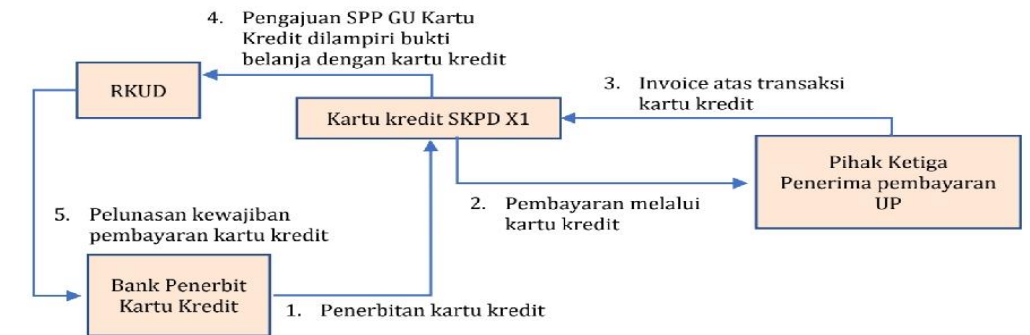 4. Pengajuan SPP GU Kartu
Kredit dilampiri bukti
belanja dengan kartu kredit
RKUD
3. Invoice atas transaksi
kartu kredit
Kartu kredit SKPD X1
Pihak Ketiga
Penerima pembayaran
UP
2. Pembayaran melalui
kartu kredit
5. Pelunasan kewajiban
pembayaran kartu kredit
Bank Penerbit
Kartu Kredit
1. Penerbitan kartu kredit